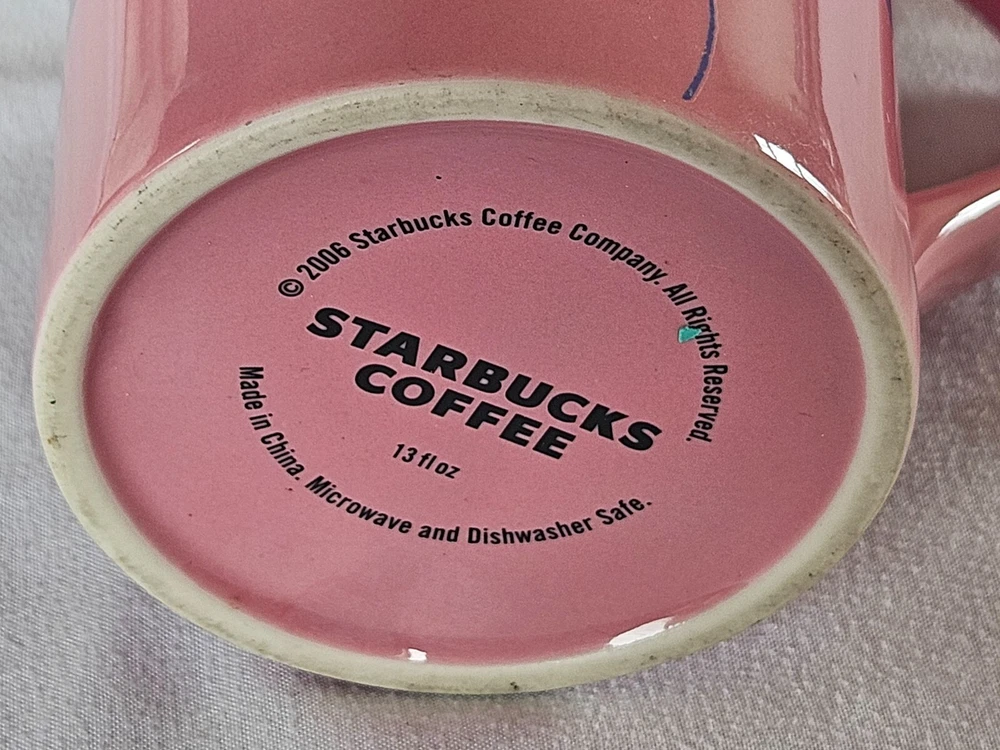 © 2006 Starbucks Coffee Company. All Rights Reserved.
STARBUCKS
COFFEE
13 fl oz
Made in China. Microwave and Dishwasher Safe.